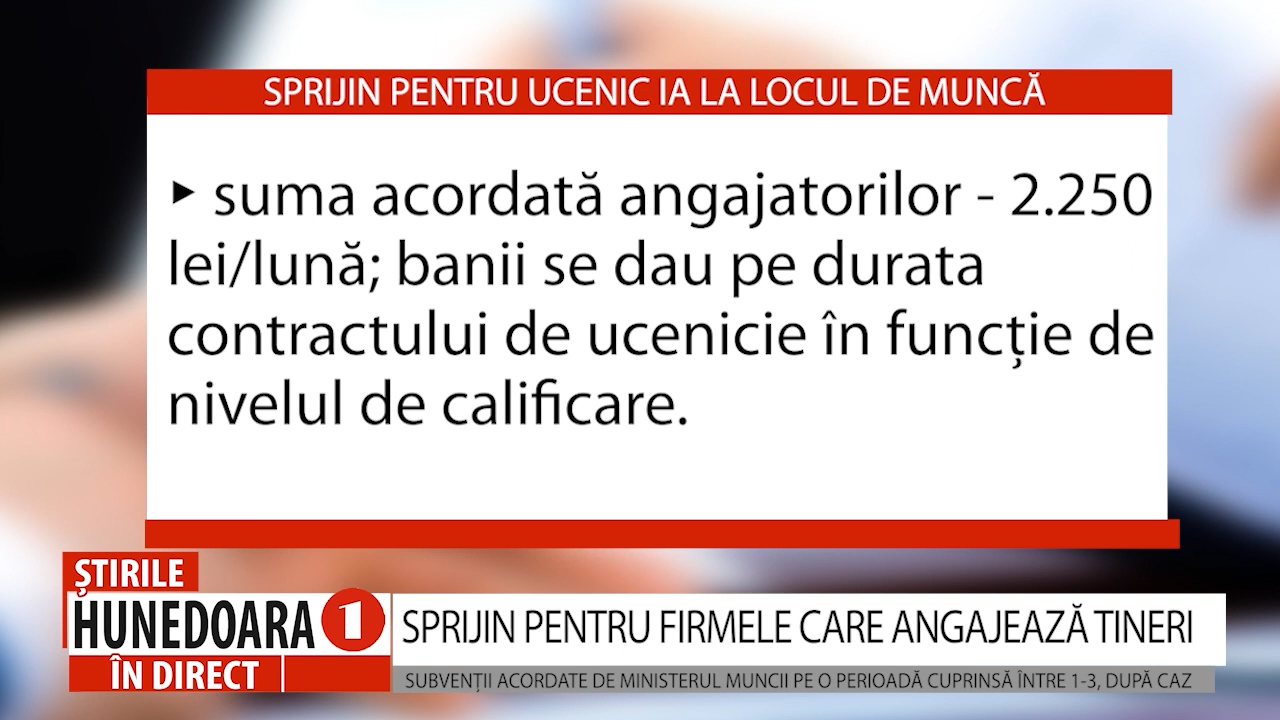 SPRIJIN PENTRU UCENIC IA LA LOCUL DE MUNCĂ
‣ suma acordată angajatorilor - 2.250
lei/lună; banii se dau pe durata
contractului de ucenicie în funcție de
nivelul de calificare.
ȘTIRILE
HUNEDOARA 1
ÎN DIRECT
SPRIJIN PENTRU FIRMELE CARE ANGAJEAZĂ TINERI
SUBVENȚII ACORDATE DE MINISTERUL MUNCII PE O PERIOADĂ CUPRINSĂ ÎNTRE 1-3, DUPĂ CAZ